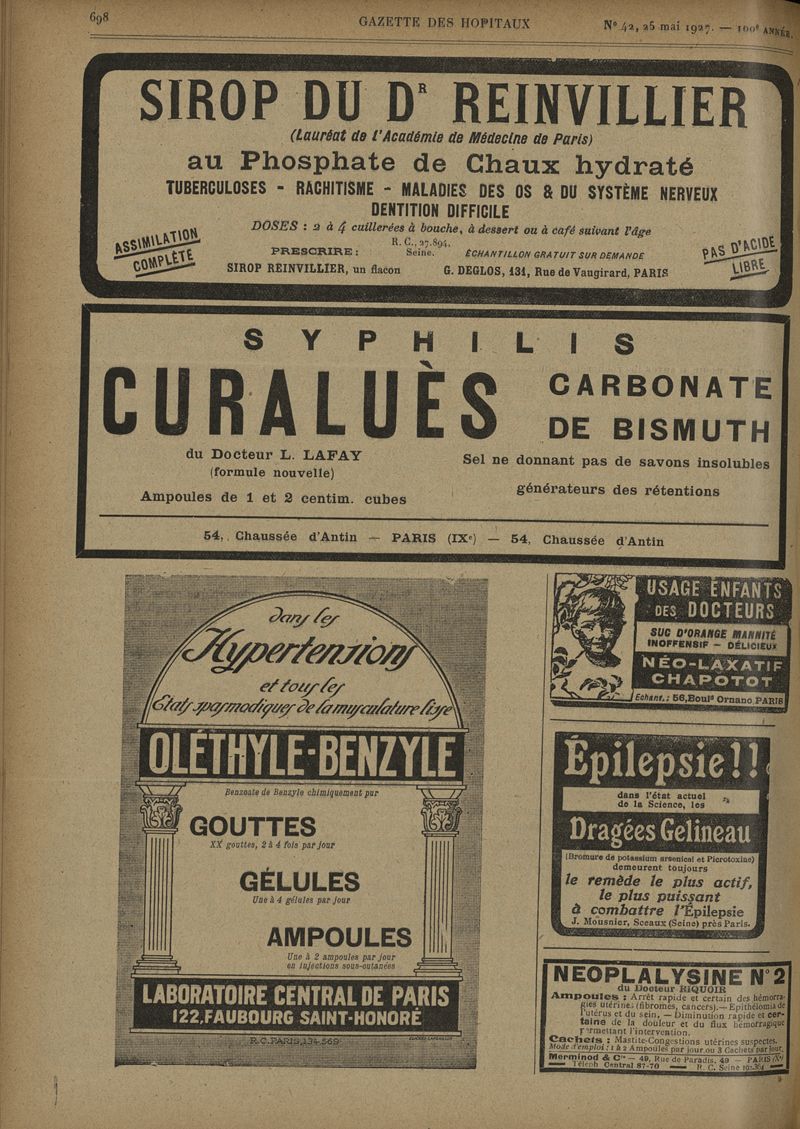 698
GAZETTE DES HOPITAUX
Nº 42, 25 mai 1927. — 100e ANNÉE.
SIROP DU DR REINVILLIER
(Lauréat de l'Académie de Médecine de Paris)
au Phosphate de Chaux hydraté
TUBERCULOSES - RACHITISME - MALADIES DES OS & DU SYSTÈME NERVEUX
DENTITION DIFFICILE
DOSES : 2 à 4 cuillerées à bouche, à dessert ou à café suivant l'âge
ASSIMILATION
COMPLÈTE
PRESCRIRE :
R. C., 27.894,
Seine.
ÉCHANTILLON GRATUIT SUR DEMANDE
SIROP REINVILLIER, un flacon
G. DEGLOS, 131, Rue de Vaugirard, PARIS
PAS D'ACIDE
LIBRE
SYPHILIS
CURALUÈS
CARBONATE
DE BISMUTH
du Docteur L. LAFAY
(formule nouvelle)
Ampoules de 1 et 2 centim. cubes
Sel ne donnant pas de savons insolubles
générateurs des rétentions
54, Chaussée d'Antin — PARIS (IXe) — 54, Chaussée d'Antin
dans les
Hypertensions
et tous les
États spasmodiques de la musculature lisse
OLÉTHYLE-BENZYLE
Benzoate de Benzyle chimiquement pur
GOUTTES
XX gouttes, 2 à 4 fois par jour
GÉLULES
Une à 4 gélules par jour
AMPOULES
Une à 2 ampoules par jour
en injections sous-cutanées
LABORATOIRE CENTRAL DE PARIS
122, FAUBOURG SAINT-HONORÉ
R.C. PARIS, 134-569
USAGE ENFANTS
DES DOCTEURS
SUC D'ORANGE MANNITÉ
INOFFENSIF - DÉLICIEUX
NÉO-LAXATIF
CHAPOTOT
Echant.: 56, Bould Ornano, PARIS
Épilepsie!!
dans l'état actuel
de la Science, les
Dragées Gelineau
(Bromure de potassium arsenical et Picrotoxine)
demeurent toujours
le remède le plus actif,
le plus puissant
à combattre l'Épilepsie
J. Mousnier, Sceaux (Seine) près Paris.
NEOPLALYSINE Nº 2
du Docteur RIQUOIR
Ampoules : Arrêt rapide et certain des hémorra-
gies utérines (fibromes, cancers).— Epithélioma de
l'utérus et du sein. — Diminution rapide et cer-
taine de la douleur et du flux hémorragique
permettant l'intervention.
Cachets : Mastite-Congestions utérines suspectes.
Mode d'emploi : 1 à 2 Ampoules par jour ou 3 Cachets par jour.
Merminod & Cie — 49, Rue de Paradis, 49 — PARIS (Xe)
Téleph Central 87-70 — R. C. Seine